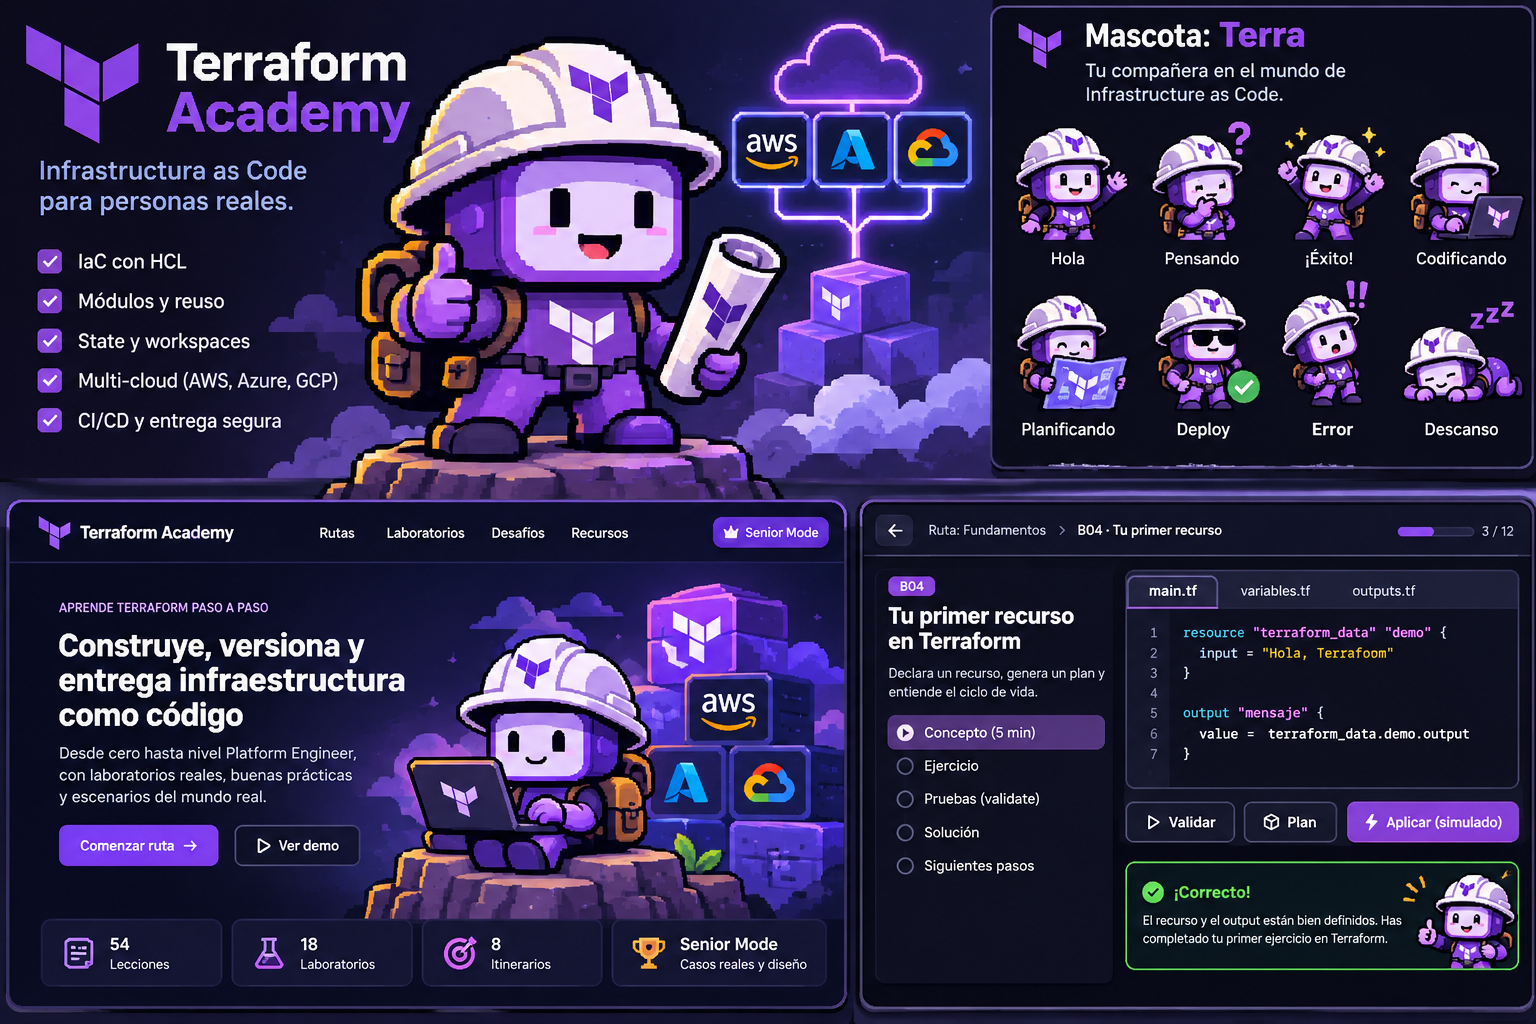 Terraform
Academy
Infrastructura as Code
para personas reales.
IaC con HCL
Módulos y reuso
State y workspaces
Multi-cloud (AWS, Azure, GCP)
CI/CD y entrega segura
aws
Mascota: Terra
Tu compañera en el mundo de
Infrastructure as Code.
?
Hola
Pensando
¡Éxito!
Codificando
!!
zzz
Planificando
Deploy
Error
Descanso
Terraform Academy
Rutas
Laboratorios
Desafíos
Recursos
Senior Mode
APRENDE TERRAFORM PASO A PASO
Construye, versiona y
entrega infraestructura
como código
Desde cero hasta nivel Platform Engineer,
con laboratorios reales, buenas prácticas
y escenarios del mundo real.
Comenzar ruta →
Ver demo
aws
54
Lecciones
18
Laboratorios
8
Itinerarios
Senior Mode
Casos reales y diseño
← Ruta: Fundamentos > B04 · Tu primer recurso
3 / 12
B04
Tu primer recurso
en Terraform
Declara un recurso, genera un plan y
entiende el ciclo de vida.
Concepto (5 min)
Ejercicio
Pruebas (validate)
Solución
Siguientes pasos
main.tf
variables.tf
outputs.tf
1 resource "terraform_data" "demo" {
2 input = "Hola, Terrafoom"
3 }
4
5 output "mensaje" {
6 value = terraform_data.demo.output
7 }
Validar
Plan
Aplicar (simulado)
¡Correcto!
El recurso y el output están bien definidos. Has
completado tu primer ejercicio en Terraform.